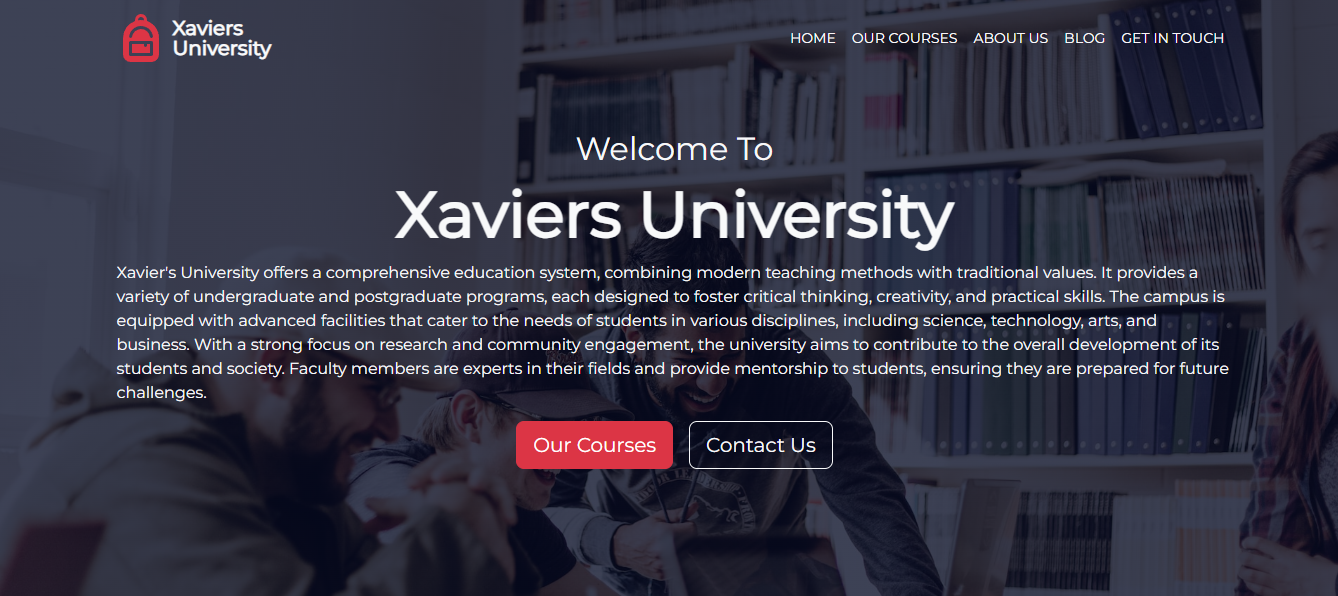 Xaviers
University
HOME OUR COURSES ABOUT US BLOG GET IN TOUCH
Welcome To
Xaviers University
Xavier's University offers a comprehensive education system, combining modern teaching methods with traditional values. It provides a
variety of undergraduate and postgraduate programs, each designed to foster critical thinking, creativity, and practical skills. The campus is
equipped with advanced facilities that cater to the needs of students in various disciplines, including science, technology, arts, and
business. With a strong focus on research and community engagement, the university aims to contribute to the overall development of its
students and society. Faculty members are experts in their fields and provide mentorship to students, ensuring they are prepared for future
challenges.
Our Courses Contact Us